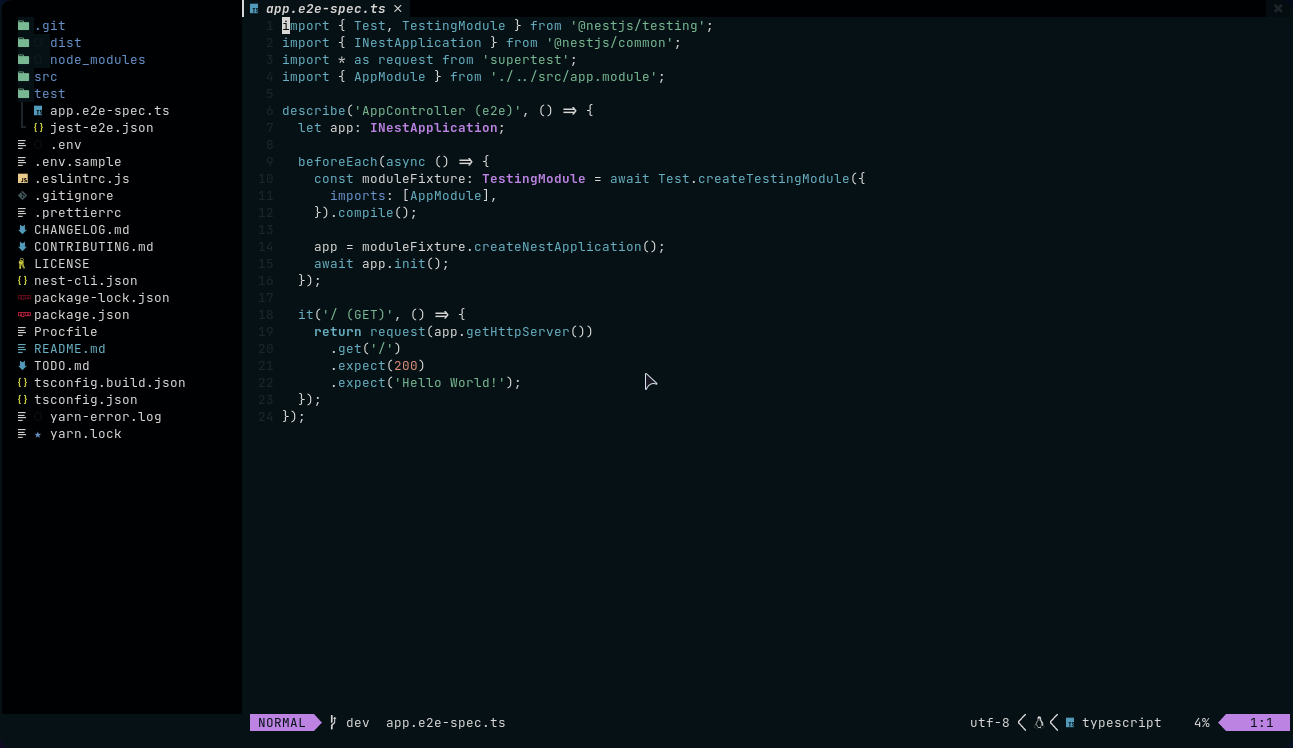 app.e2e-spec.ts ×
.git
dist
node_modules
src
test
app.e2e-spec.ts
jest-e2e.json
.env
.env.sample
.eslintrc.js
.gitignore
.prettierrc
CHANGELOG.md
CONTRIBUTING.md
LICENSE
nest-cli.json
package-lock.json
package.json
Procfile
README.md
TODO.md
tsconfig.build.json
tsconfig.json
yarn-error.log
yarn.lock
1 import { Test, TestingModule } from '@nestjs/testing';
2 import { INestApplication } from '@nestjs/common';
3 import * as request from 'supertest';
4 import { AppModule } from './../src/app.module';
5
6 describe('AppController (e2e)', () => {
7   let app: INestApplication;
8
9   beforeEach(async () => {
10     const moduleFixture: TestingModule = await Test.createTestingModule({
11       imports: [AppModule],
12     }).compile();
13
14     app = moduleFixture.createNestApplication();
15     await app.init();
16   });
17
18   it('/ (GET)', () => {
19     return request(app.getHttpServer())
20       .get('/')
21       .expect(200)
22       .expect('Hello World!');
23   });
24 });
NORMAL dev app.e2e-spec.ts utf-8 typescript 4% 1:1